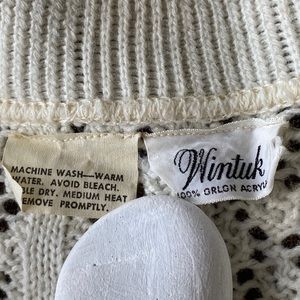 MACHINE WASH—WARM
WATER. AVOID BLEACH.
DRY. MEDIUM HEAT
REMOVE PROMPTLY.
Wintuk
100% ORLON ACRYLIC